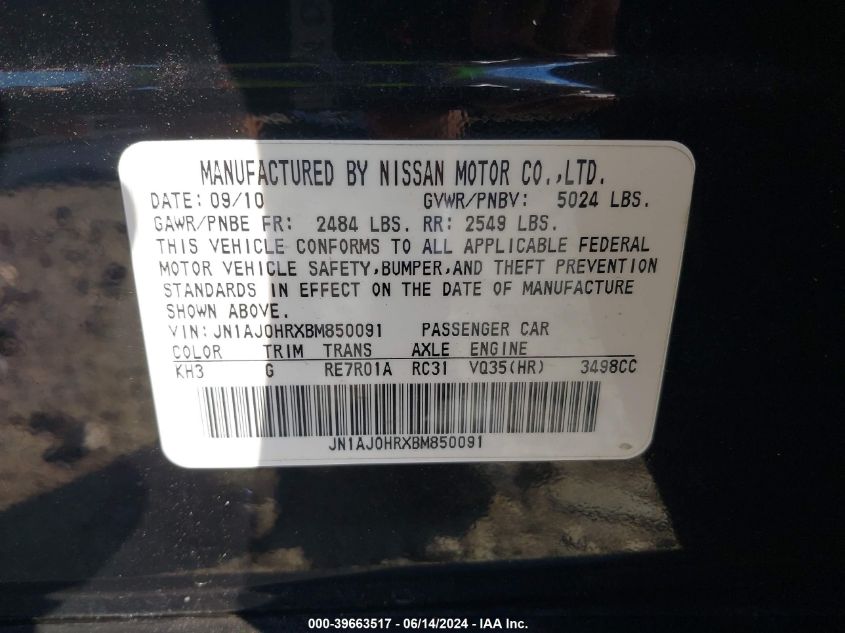 MANUFACTURED BY NISSAN MOTOR CO.,LTD.
DATE: 09/10 GVWR/PNBV: 5024 LBS.
GAWR/PNBE FR: 2484 LBS. RR: 2549 LBS.
THIS VEHICLE CONFORMS TO ALL APPLICABLE FEDERAL
MOTOR VEHICLE SAFETY,BUMPER,AND THEFT PREVENTION
STANDARDS IN EFFECT ON THE DATE OF MANUFACTURE
SHOWN ABOVE.
VIN:JN1AJ0HRXBM850091 PASSENGER CAR
COLOR TRIM TRANS AXLE ENGINE
KH3 G RE7R01A RC31 VQ35(HR) 3498CC
JN1AJ0HRXBM850091
000-39663517 - 06/14/2024 - IAA Inc.